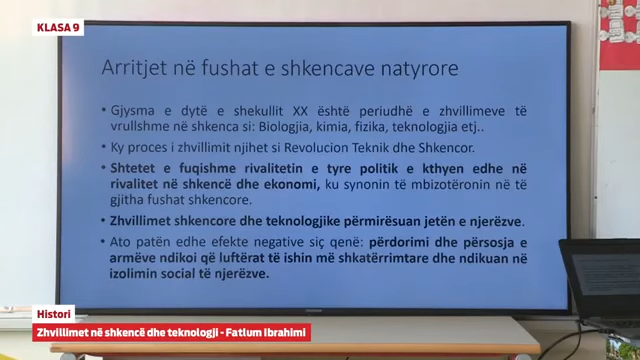 KLASA 9
Arritjet në fushat e shkencave natyrore
• Gjysma e dytë e shekullit XX është periudhë e zhvillimeve të
vrullshme në shkenca si: Biologjia, kimia, fizika, teknologjia etj..
• Ky proces i zhvillimit njihet si Revolucion Teknik dhe Shkencor.
• Shtetet e fuqishme rivalitetin e tyre politik e kthyen edhe në
rivalitet në shkencë dhe ekonomi, ku synonin të mbizotëronin në të
gjitha fushat shkencore.
• Zhvillimet shkencore dhe teknologjike përmirësuan jetën e njerëzve.
• Ato patën edhe efekte negative siç qenë: përdorimi dhe përsosja e
armëve ndikoi që luftërat të ishin më shkatërrimtare dhe ndikuan në
izolimin social të njerëzve.
Histori
Zhvillimet në shkencë dhe teknologji - Fatlum Ibrahimi